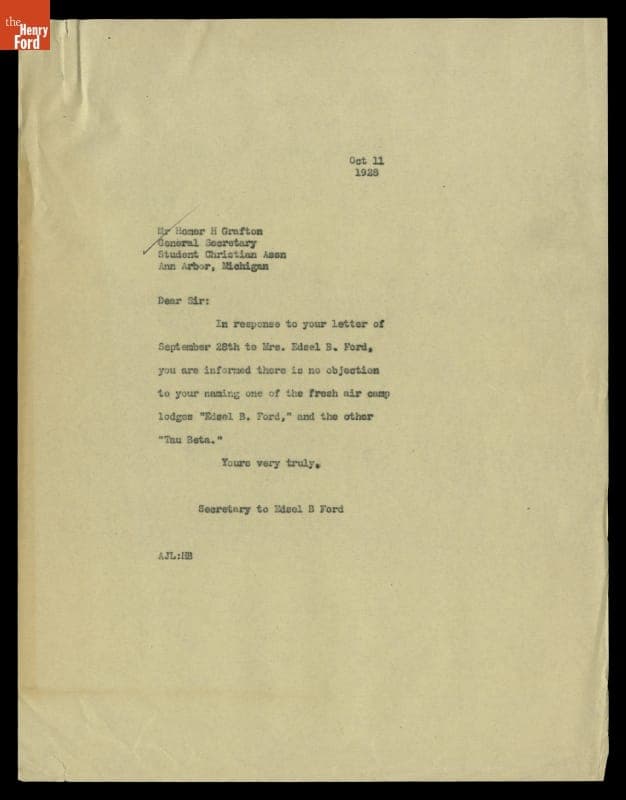 the
Henry
Ford
Oct 11
1928
Mr Homer H Grafton
General Secretary
Student Christian Assn
Ann Arbor, Michigan
Dear Sir:
In response to your letter of
September 28th to Mrs. Edsel B. Ford,
you are informed there is no objection
to your naming one of the fresh air camp
lodges "Edsel B. Ford," and the other
"Tau Beta."
Yours very truly,
Secretary to Edsel B Ford
AJL:HB